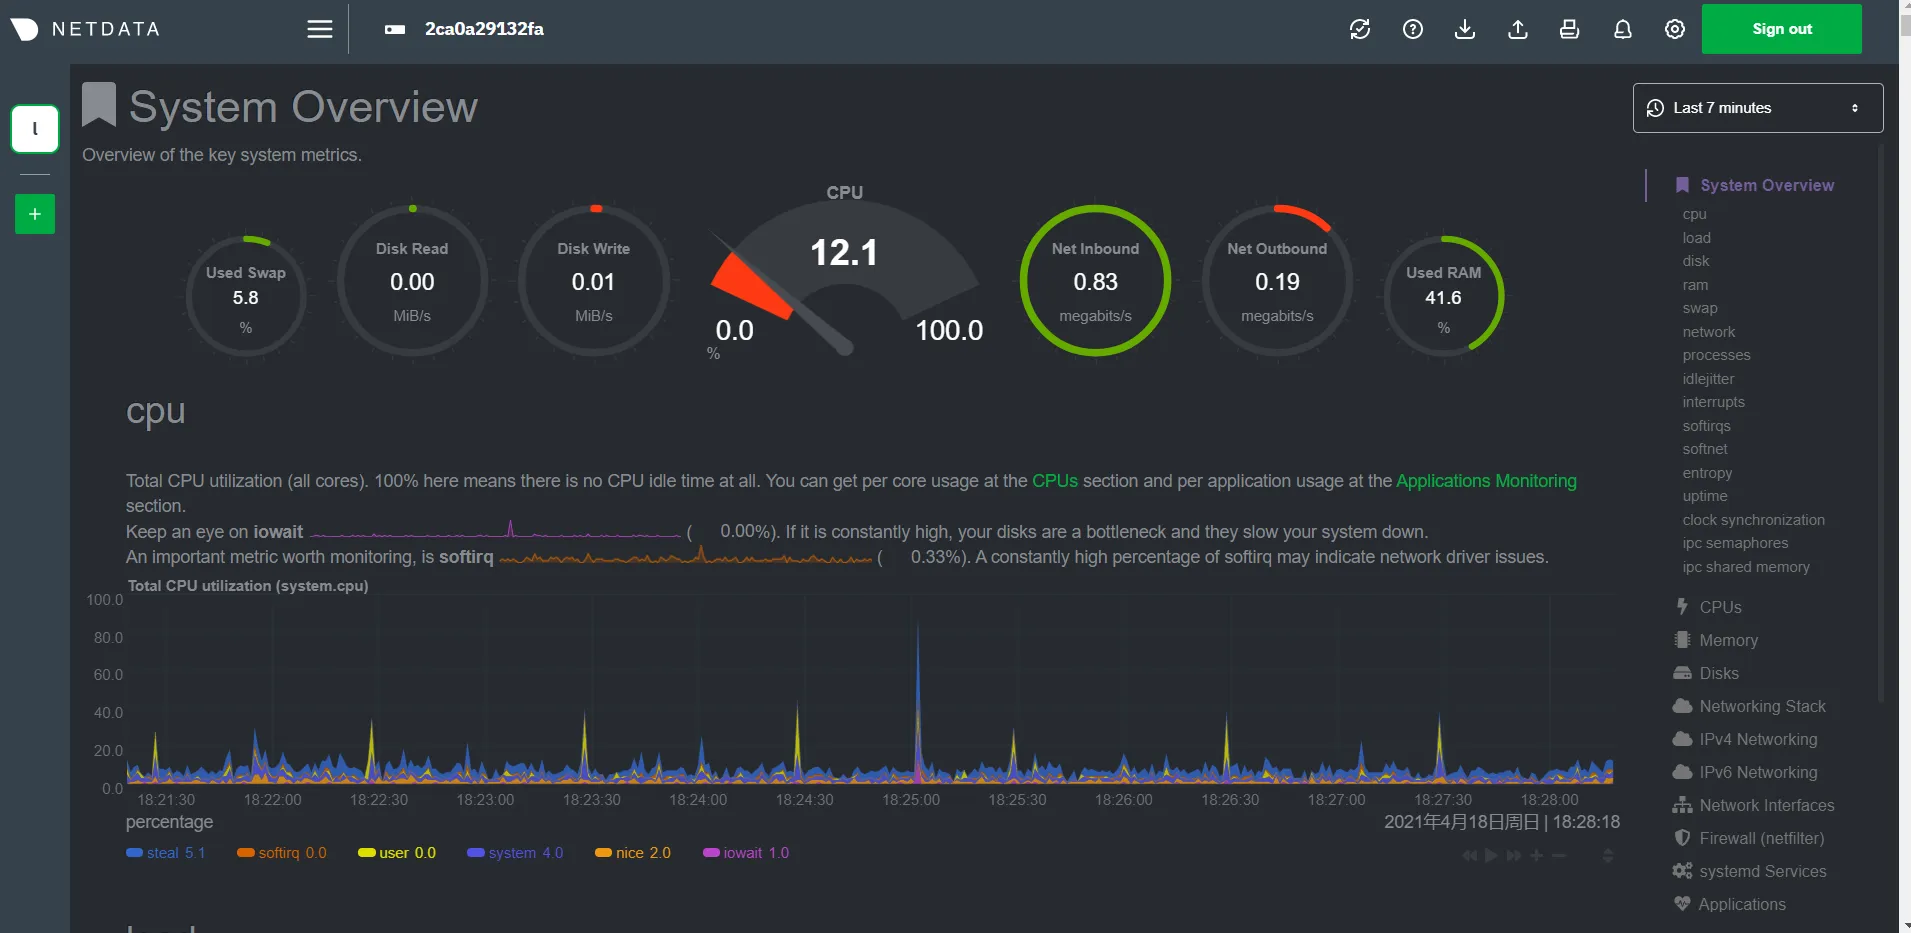 NETDATA
2ca0a29132fa
Sign out
l
+
System Overview
Overview of the key system metrics.
Last 7 minutes
Used Swap
5.8
%
Disk Read
0.00
MiB/s
Disk Write
0.01
MiB/s
CPU
12.1
0.0
100.0
%
Net Inbound
0.83
megabits/s
Net Outbound
0.19
megabits/s
Used RAM
41.6
%
cpu
Total CPU utilization (all cores). 100% here means there is no CPU idle time at all. You can get per core usage at the CPUs section and per application usage at the Applications Monitoring
section.
Keep an eye on iowait ( 0.00%). If it is constantly high, your disks are a bottleneck and they slow your system down.
An important metric worth monitoring, is softirq ( 0.33%). A constantly high percentage of softirq may indicate network driver issues.
Total CPU utilization (system.cpu)
100.0
80.0
60.0
40.0
20.0
0.0
18:21:30 18:22:00 18:22:30 18:23:00 18:23:30 18:24:00 18:24:30 18:25:00 18:25:30 18:26:00 18:26:30 18:27:00 18:27:30 18:28:00
percentage
2021年4月18日周日 | 18:28:18
steal 5.1 softirq 0.0 user 0.0 system 4.0 nice 2.0 iowait 1.0
System Overview
cpu
load
disk
ram
swap
network
processes
idlejitter
interrupts
softirqs
softnet
entropy
uptime
clock synchronization
ipc semaphores
ipc shared memory
CPUs
Memory
Disks
Networking Stack
IPv4 Networking
IPv6 Networking
Network Interfaces
Firewall (netfilter)
systemd Services
Applications